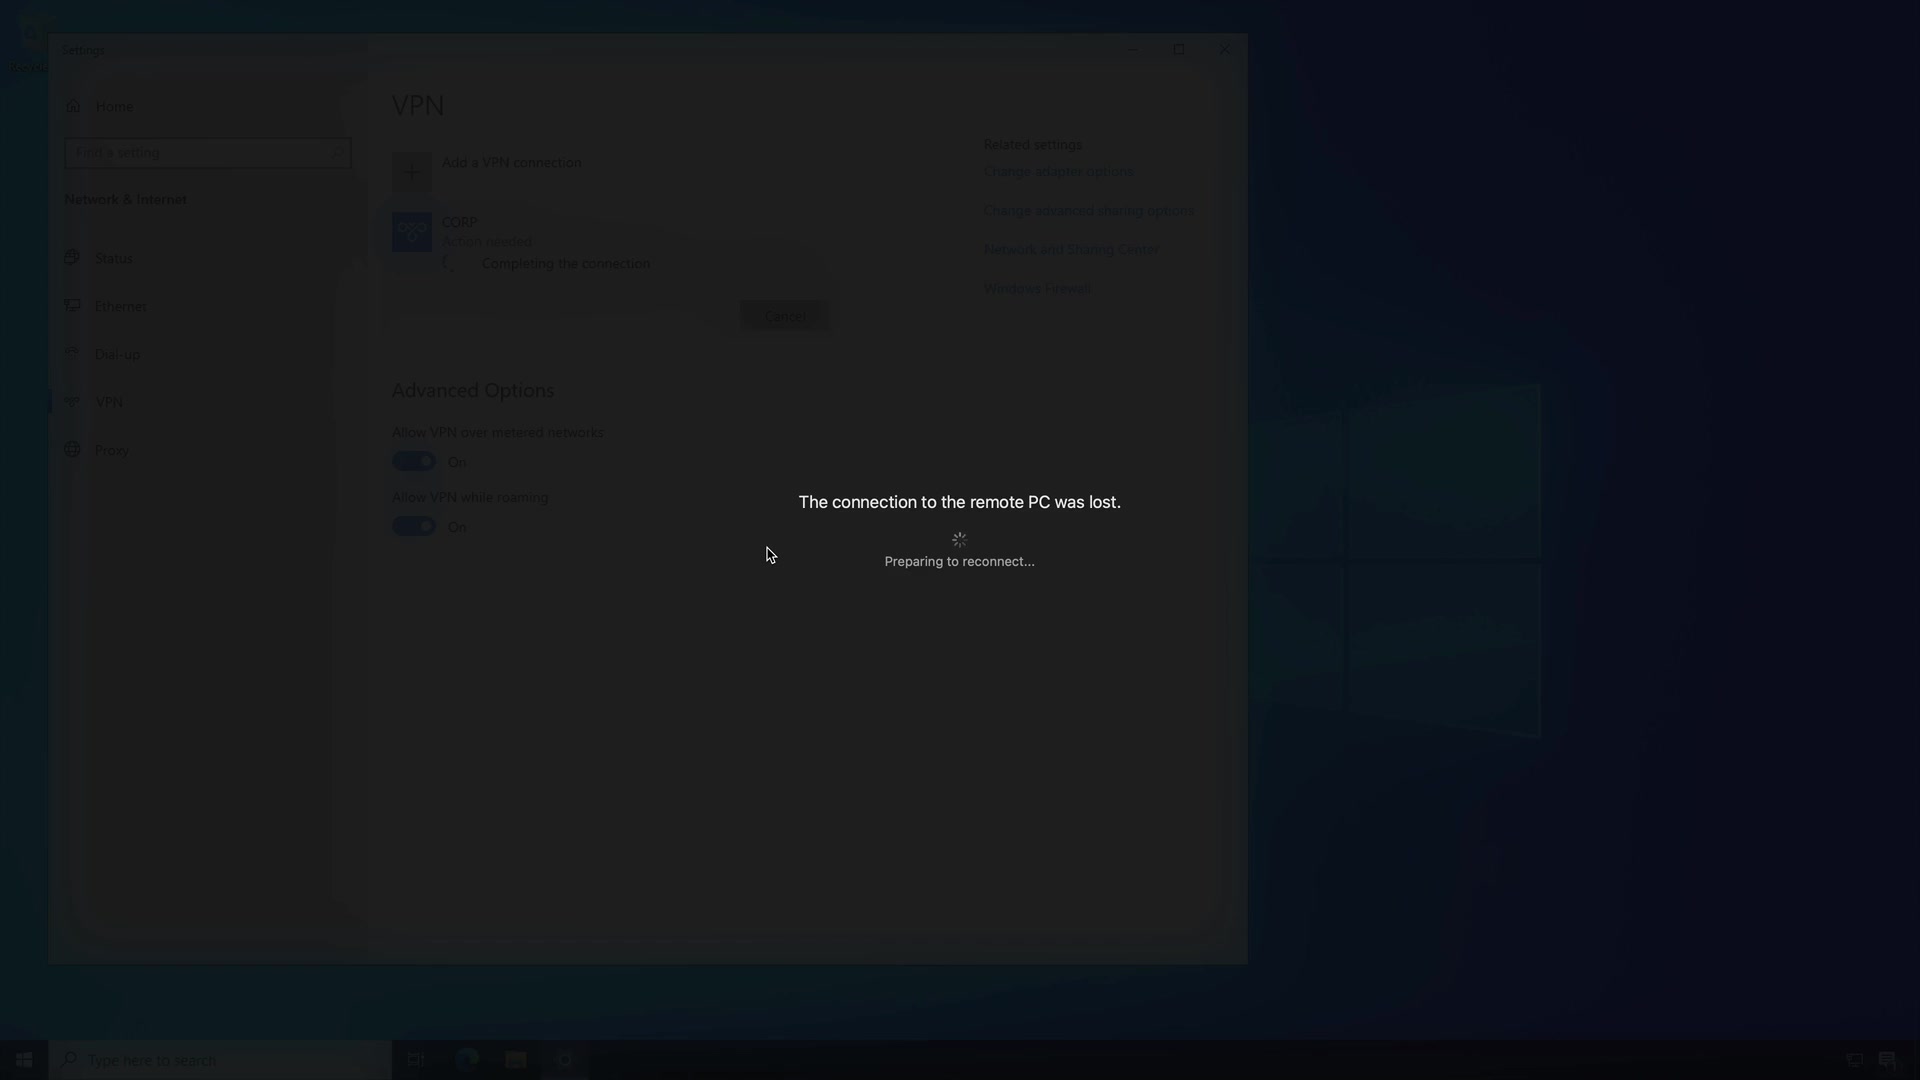 Settings
Recycle
Home
Find a setting
Network & Internet
Status
Ethernet
Dial-up
VPN
Proxy
VPN
Add a VPN connection
CORP
Action needed
Completing the connection
Cancel
Advanced Options
Allow VPN over metered networks
On
Allow VPN while roaming
On
Related settings
Change adapter options
Change advanced sharing options
Network and Sharing Center
Windows Firewall
The connection to the remote PC was lost.
Preparing to reconnect...
Type here to search